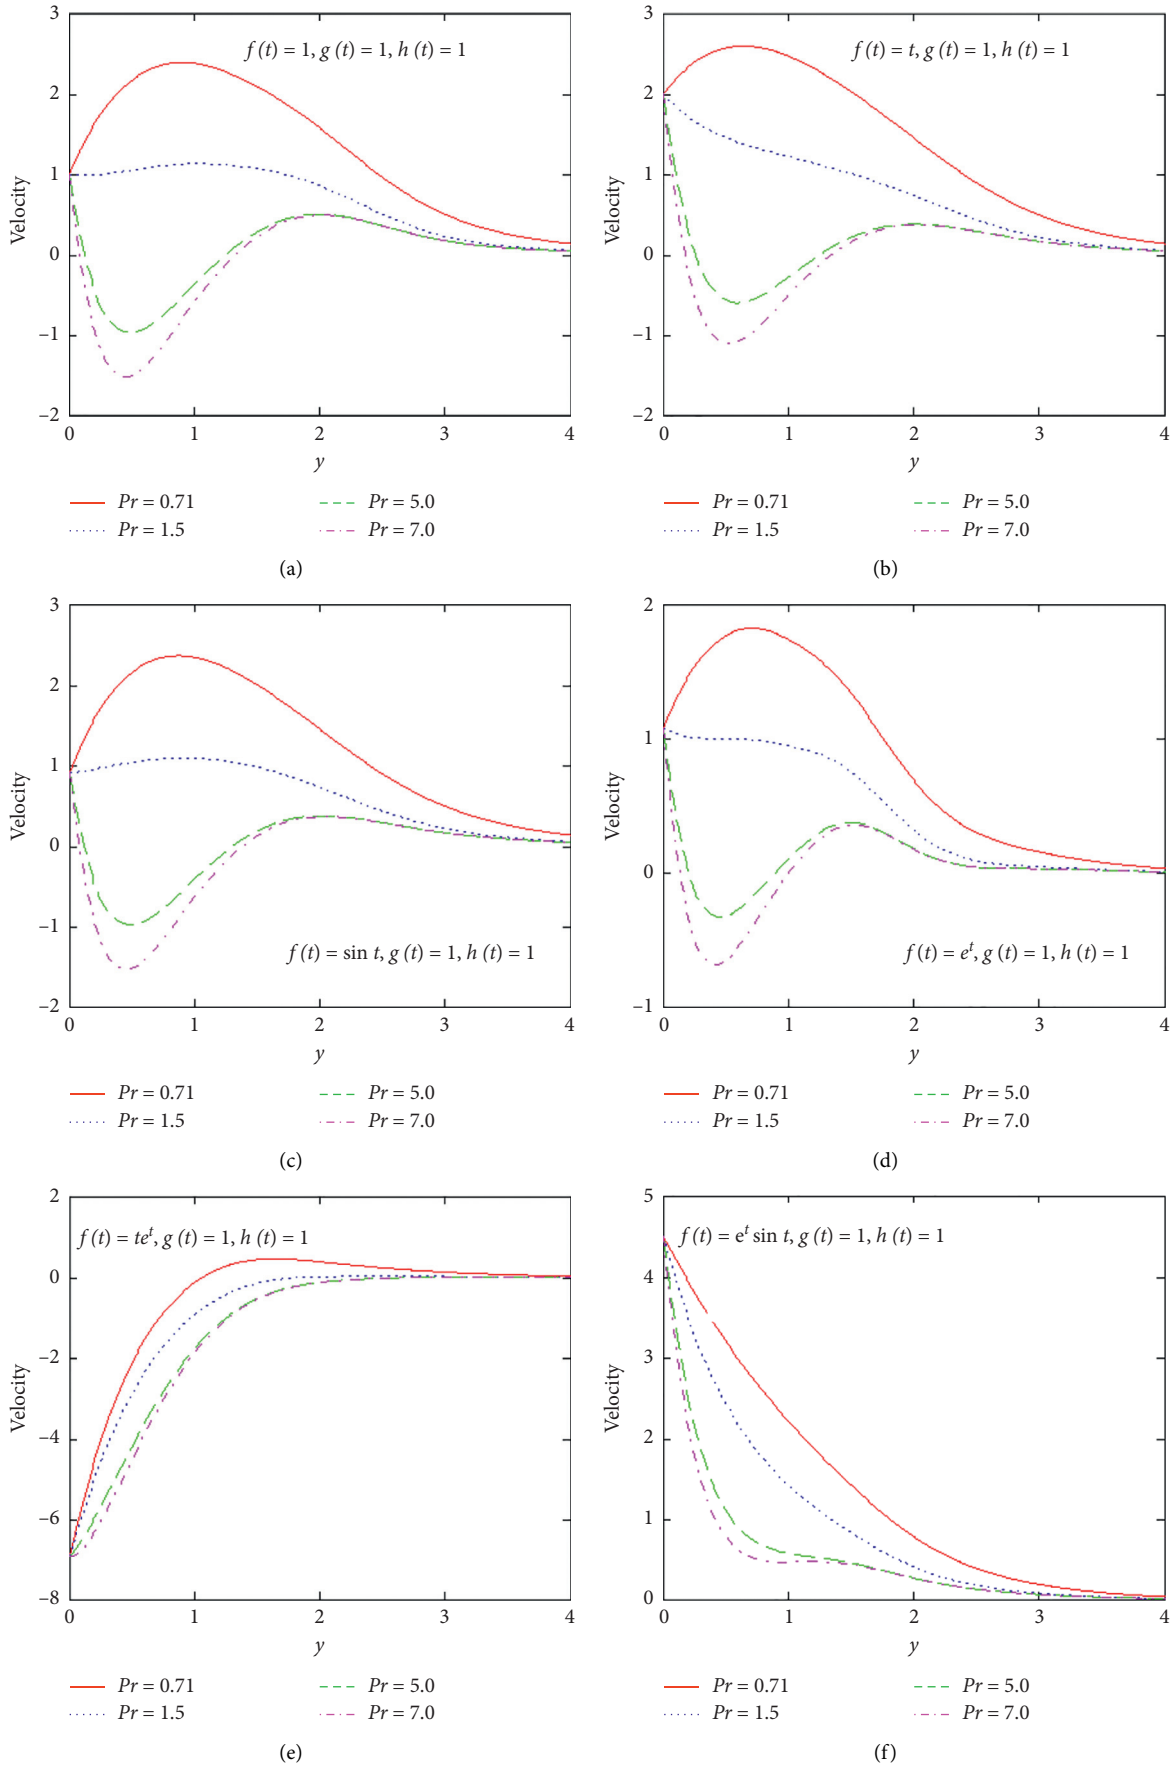 3
2
1
0
−1
−2
Velocity
f (t) = 1, g (t) = 1, h (t) = 1
0 1 2 3 4
y
Pr = 0.71
Pr = 1.5
Pr = 5.0
Pr = 7.0
(a)
3
2
1
0
−1
−2
Velocity
f (t) = t, g (t) = 1, h (t) = 1
0 1 2 3 4
y
Pr = 0.71
Pr = 1.5
Pr = 5.0
Pr = 7.0
(b)
3
2
1
0
−1
−2
Velocity
f (t) = sin t, g (t) = 1, h (t) = 1
0 1 2 3 4
y
Pr = 0.71
Pr = 1.5
Pr = 5.0
Pr = 7.0
(c)
2
1
0
−1
Velocity
f (t) = eᵗ, g (t) = 1, h (t) = 1
0 1 2 3 4
y
Pr = 0.71
Pr = 1.5
Pr = 5.0
Pr = 7.0
(d)
2
0
−2
−4
−6
−8
Velocity
f (t) = teᵗ, g (t) = 1, h (t) = 1
0 1 2 3 4
y
Pr = 0.71
Pr = 1.5
Pr = 5.0
Pr = 7.0
(e)
5
4
3
2
1
0
Velocity
f (t) = eᵗ sin t, g (t) = 1, h (t) = 1
0 1 2 3 4
y
Pr = 0.71
Pr = 1.5
Pr = 5.0
Pr = 7.0
(f)